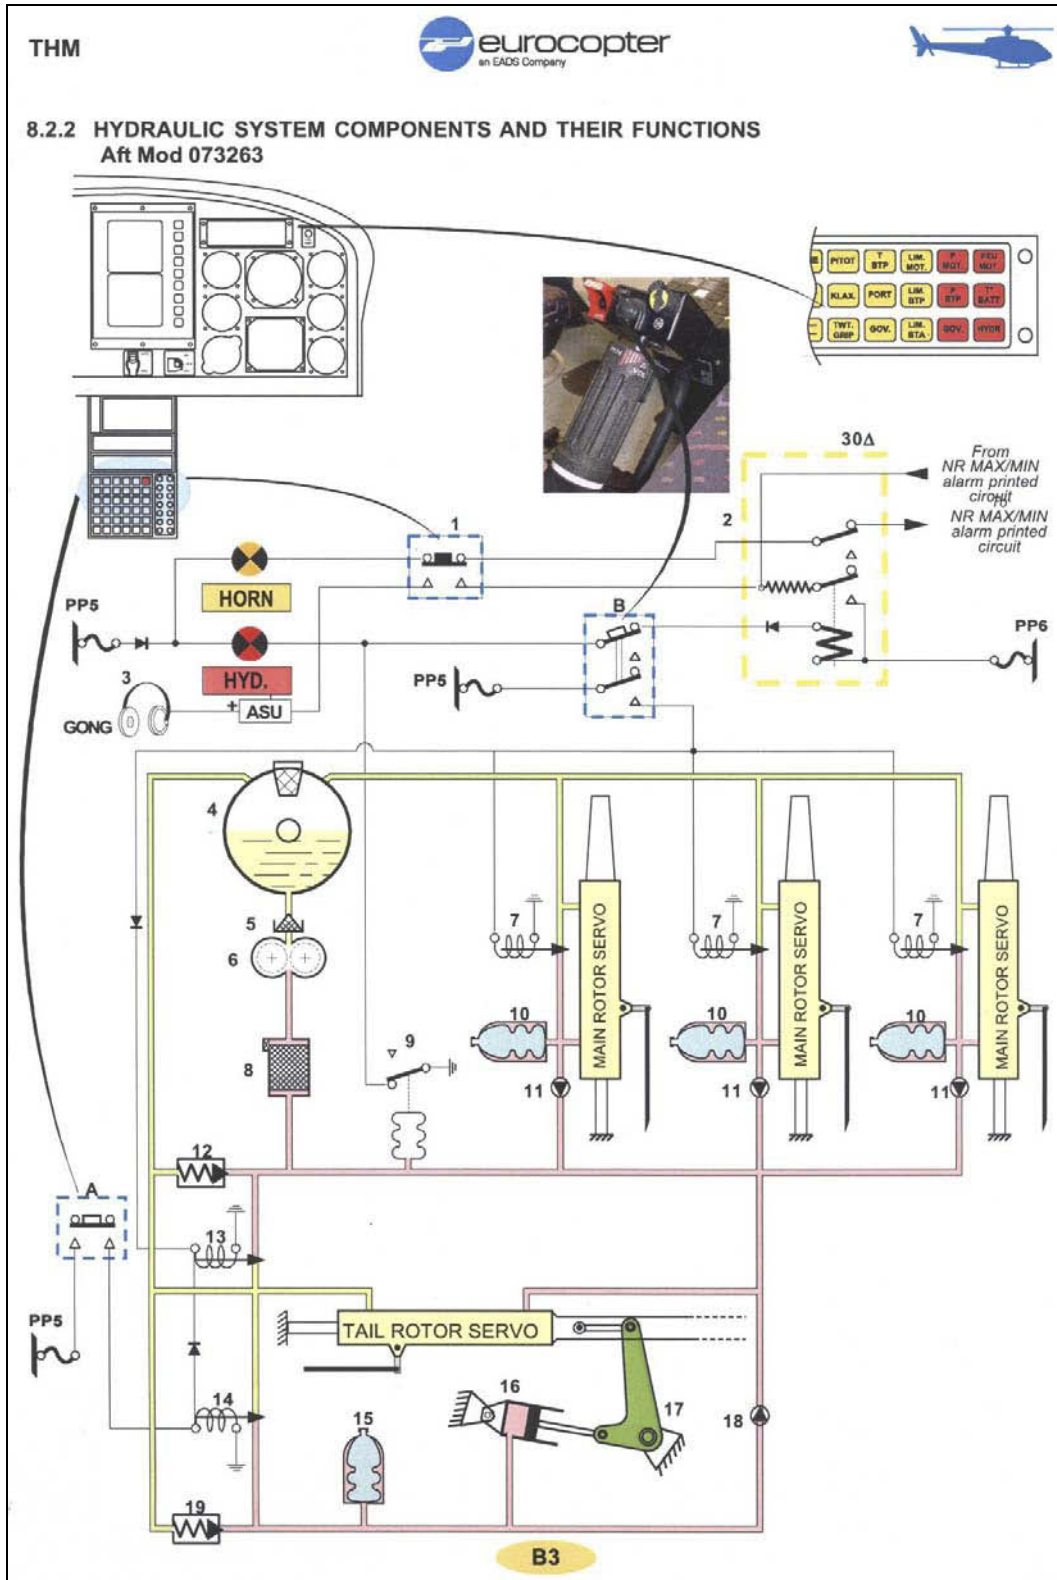 THM
eurocopter
an EADS Company
8.2.2 HYDRAULIC SYSTEM COMPONENTS AND THEIR FUNCTIONS
Aft Mod 073263
PITOT
T BTP
LIM. MOT.
P MOT.
FEU MOT.
KLAX.
PORT
LIM. BTP
P BTP
T° BATT
TWT. GRIP
GOV.
LIM. BTA
GOV.
HYDR
30Δ
From
NR MAX/MIN
alarm printed
circuit
To
NR MAX/MIN
alarm printed
circuit
1
2
HORN
PP5
B
PP6
HYD.
PP5
3
+ ASU
GONG
4
5
6
7
7
7
MAIN ROTOR SERVO
MAIN ROTOR SERVO
MAIN ROTOR SERVO
8
9
10
10
10
11
11
11
12
A
13
PP5
TAIL ROTOR SERVO
14
15
16
17
18
19
B3